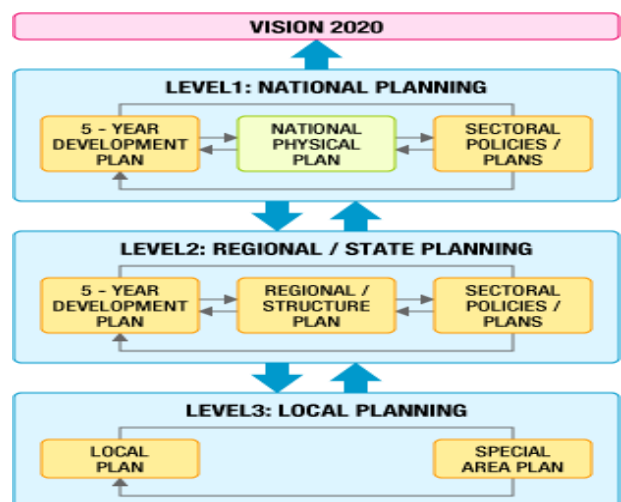 VISION 2020
LEVEL1: NATIONAL PLANNING
5 - YEAR
DEVELOPMENT
PLAN
NATIONAL
PHYSICAL
PLAN
SECTORAL
POLICIES /
PLANS
LEVEL2: REGIONAL / STATE PLANNING
5 - YEAR
DEVELOPMENT
PLAN
REGIONAL /
STRUCTURE
PLAN
SECTORAL
POLICIES /
PLANS
LEVEL3: LOCAL PLANNING
LOCAL
PLAN
SPECIAL
AREA PLAN